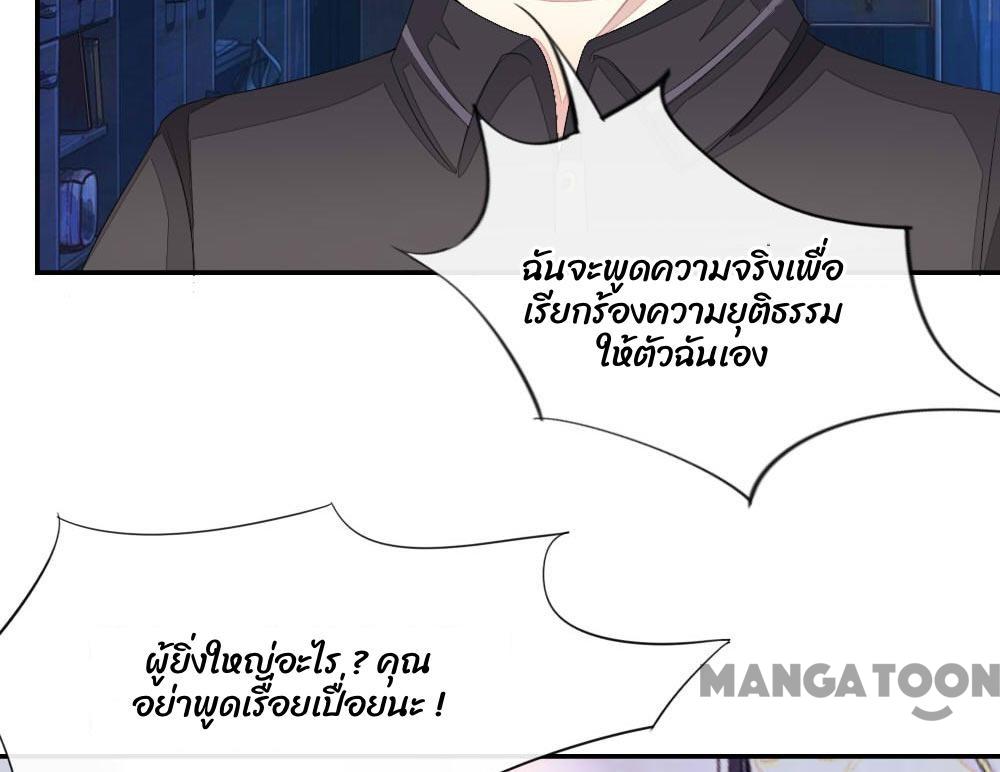 ฉันจะพูดความจริงเพื่อ
เรียกร้องความยุติธรรม
ให้ตัวฉันเอง
ผู้ยิ่งใหญ่อะไร ? คุณ
อย่าพูดเรื่อยเปื่อยนะ !
MANGATOON